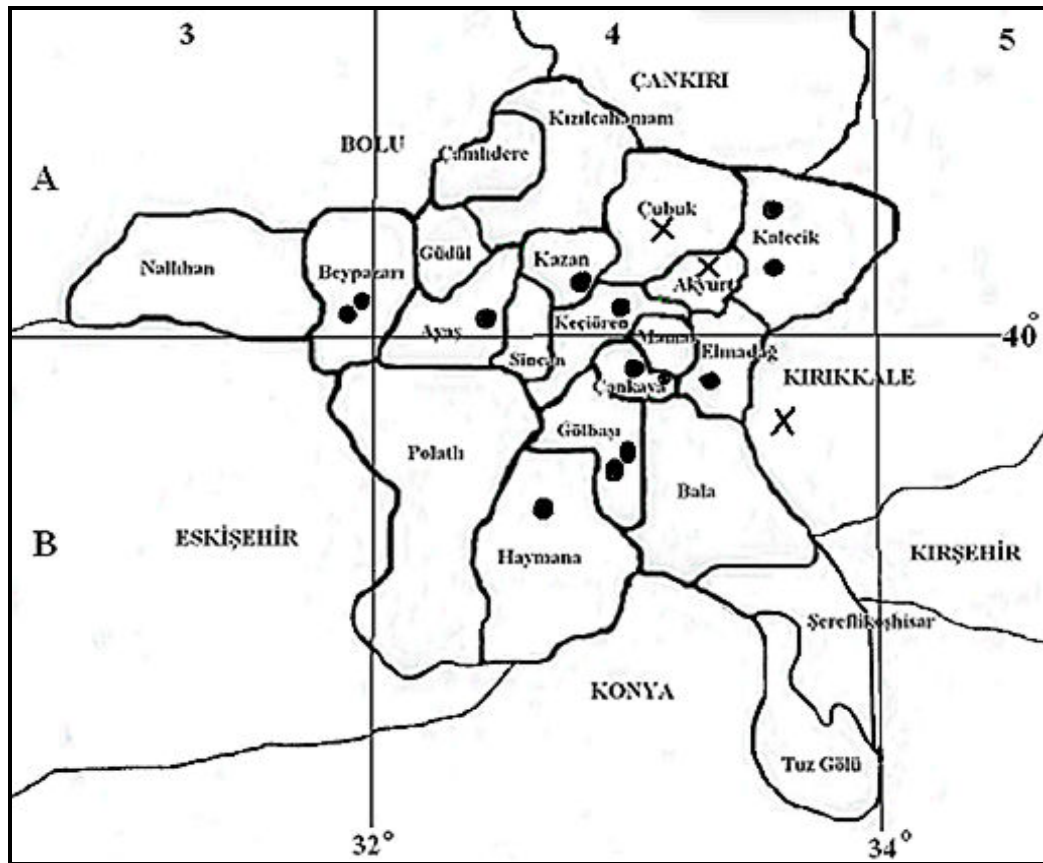 3 4 5
ÇANKIRI
Kızılcahamam
BOLU
Çamlıdere
A
Çubuk
Kalecik
Güdül
Kazan
Nallıhan
Beypazarı
Akyurt
Ayaş
Keçiören
Mamak
40°
Sincan
Elmadağ
Çankaya
KIRIKKALE
Gölbaşı
Polatlı
Bala
ESKİŞEHİR
B
Haymana
KIRŞEHİR
Şereflikoçhisar
KONYA
Tuz Gölü
32° 34°